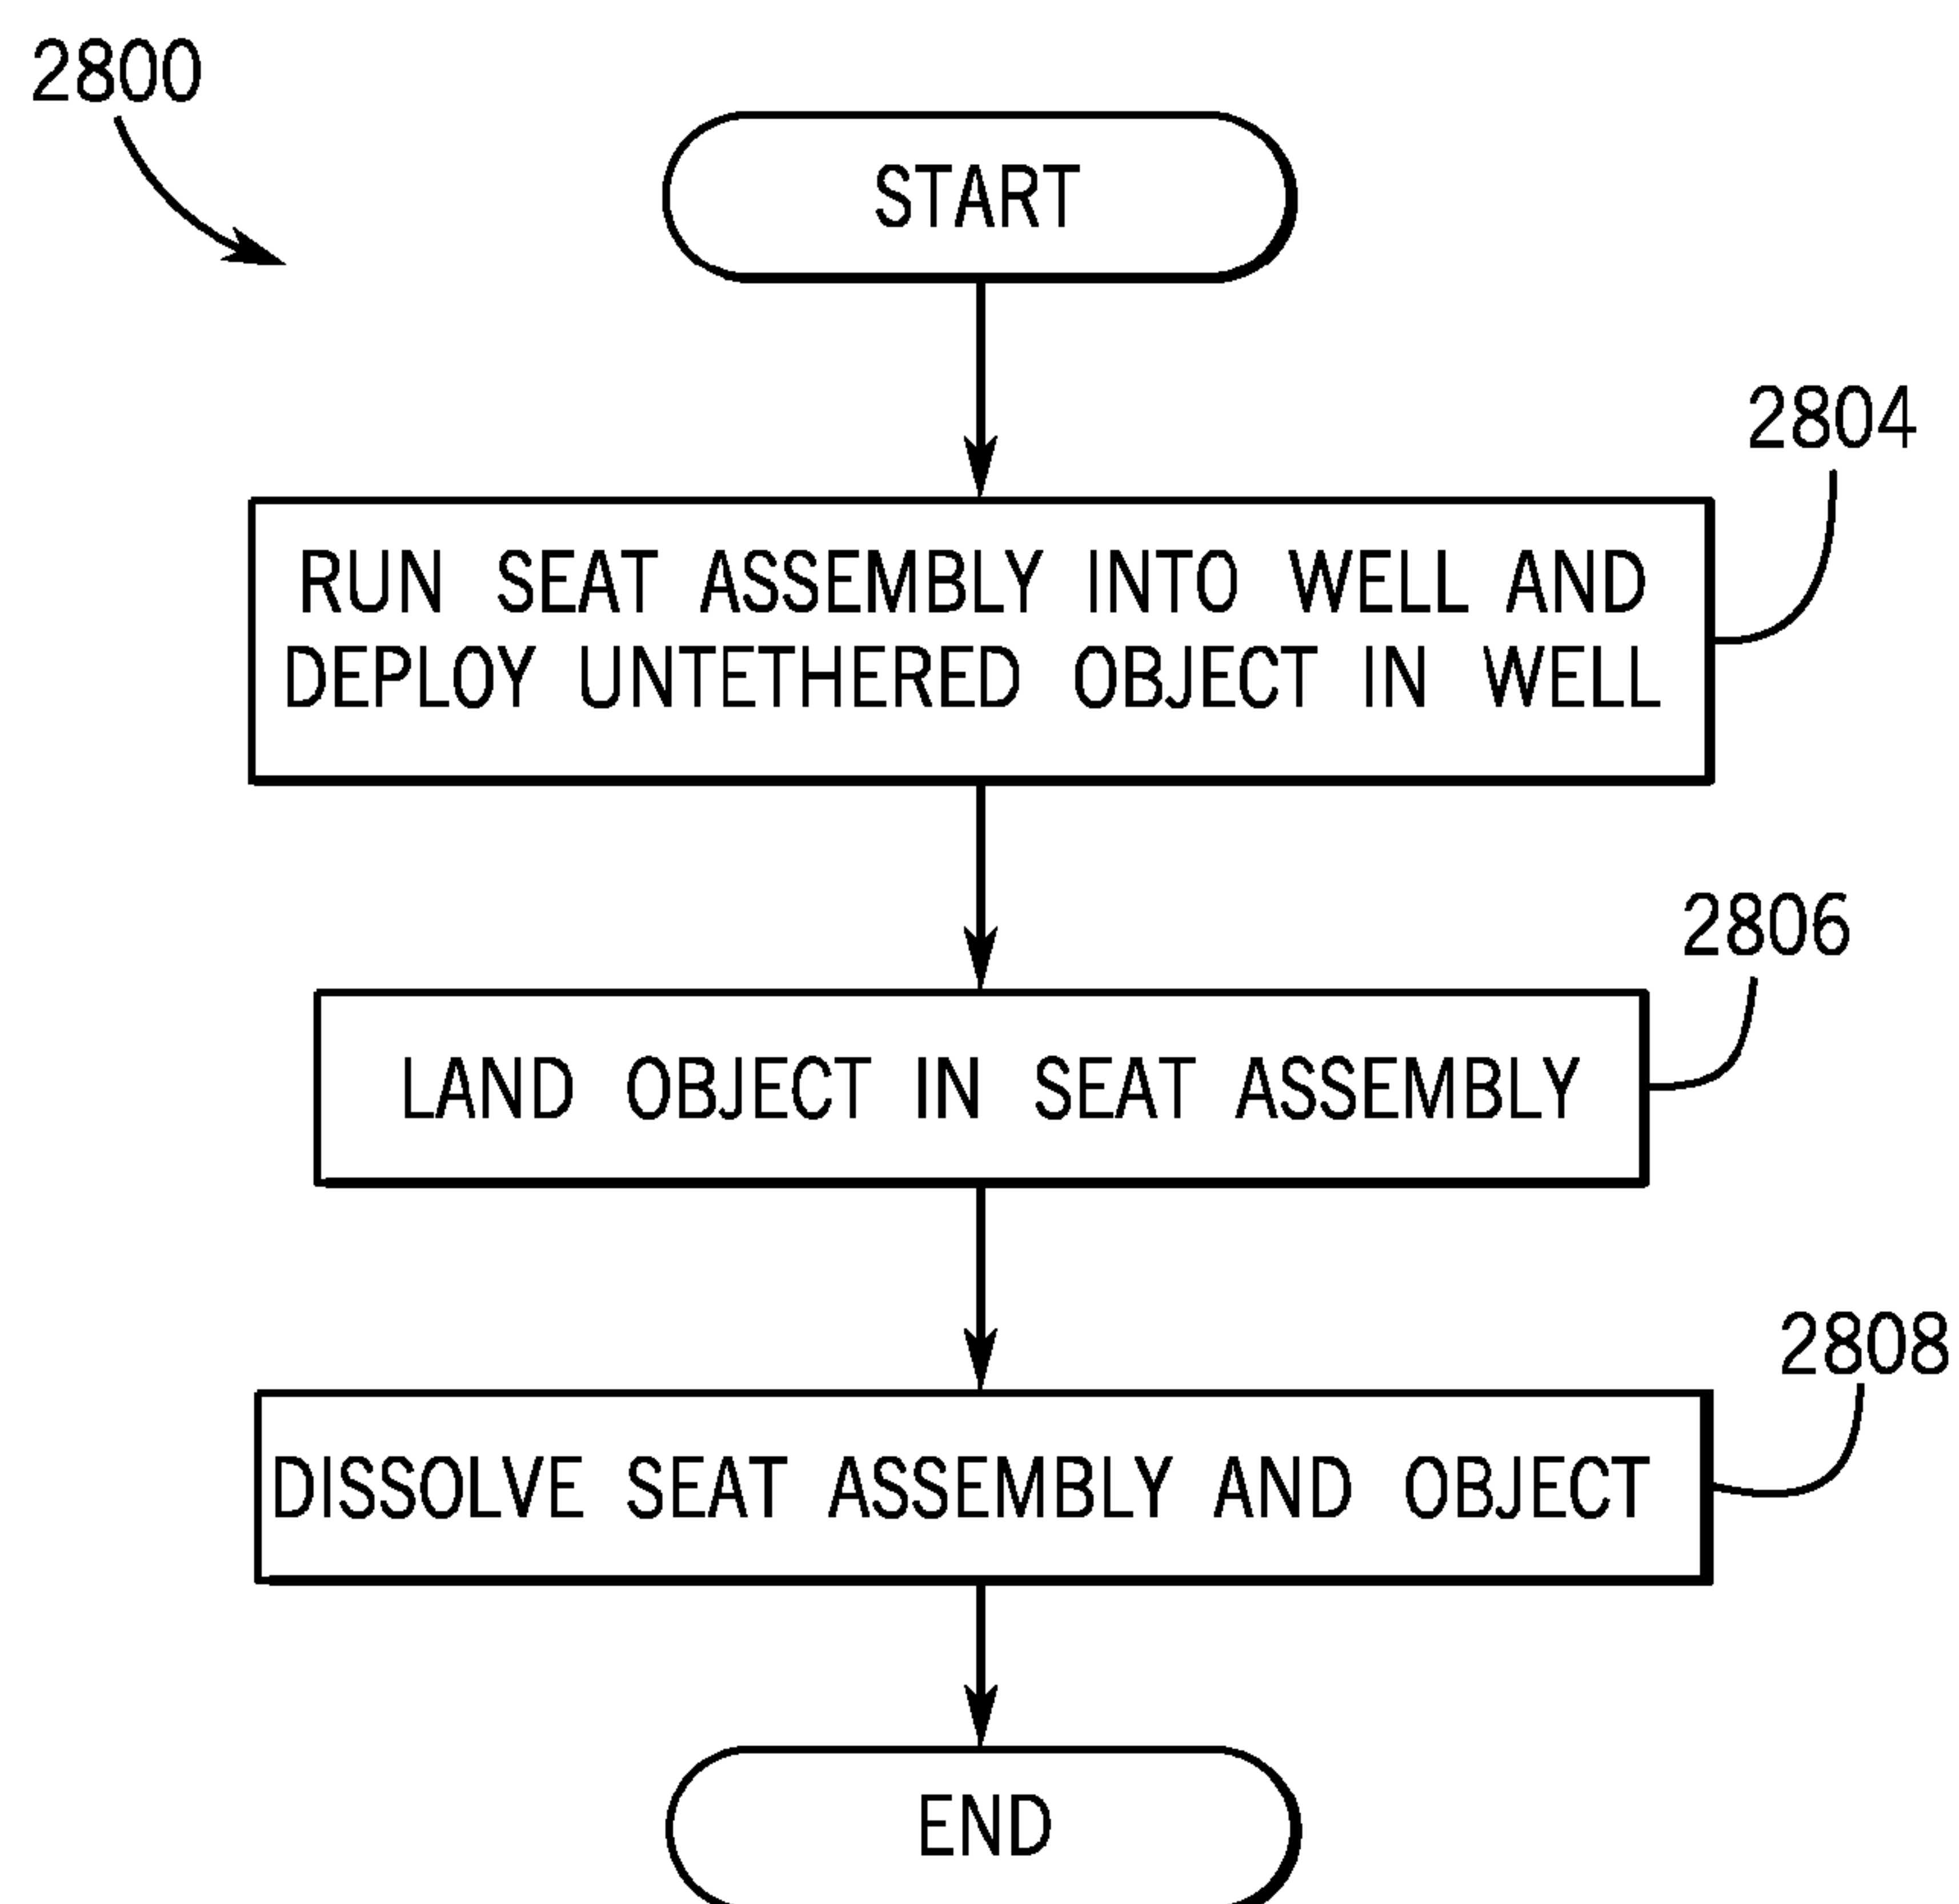 2800
START
2804
RUN SEAT ASSEMBLY INTO WELL AND
DEPLOY UNTETHERED OBJECT IN WELL
2806
LAND OBJECT IN SEAT ASSEMBLY
2808
DISSOLVE SEAT ASSEMBLY AND OBJECT
END